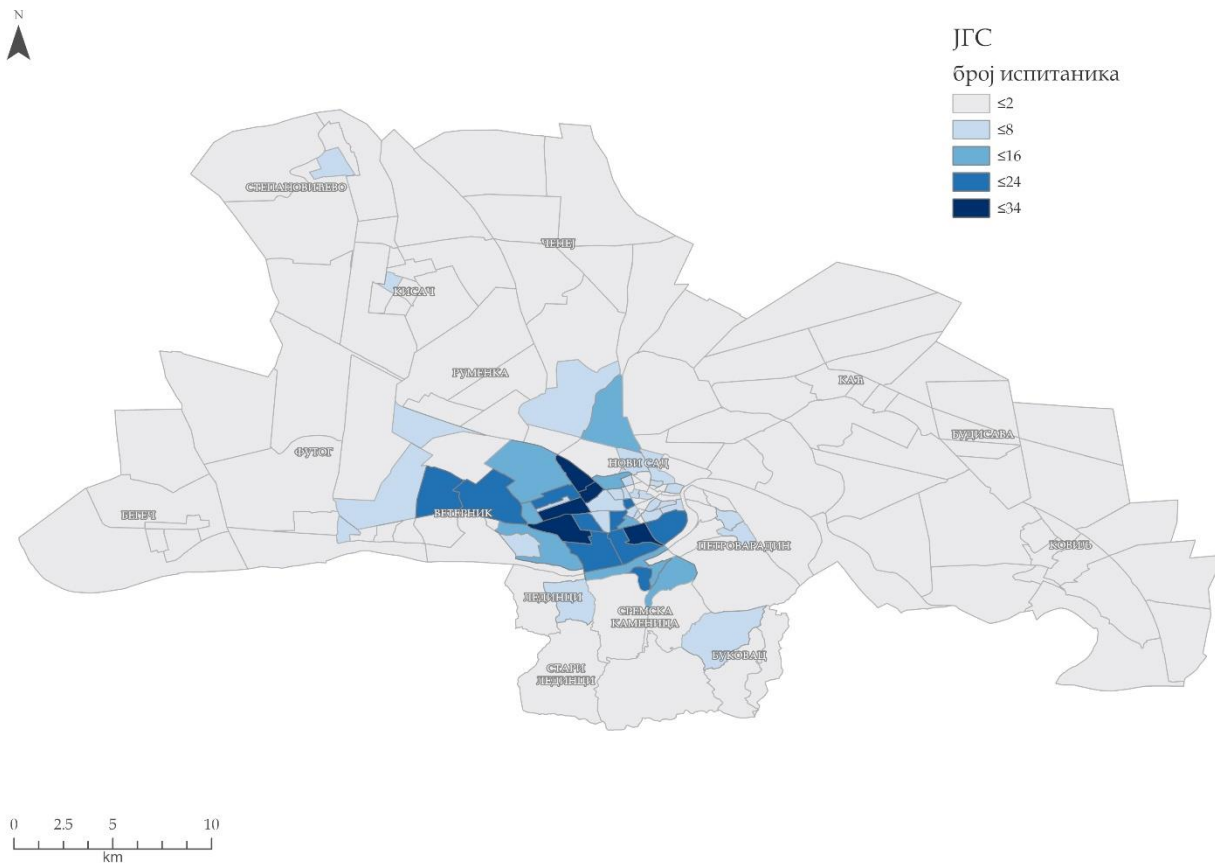 N
ЈГС
број испитаника
≤2
≤8
≤16
≤24
≤34
СТЕПАНОВИЋЕВО
ЧЕНЕЈ
КИСАЧ
РУМЕНКА
КАЋ
БУДИСАВА
ФУТОГ
НОВИ САД
БЕГЕЧ
ВЕТЕРНИК
ПЕТРОВАРАДИН
КОВИЉ
ЛЕДИНЦИ
СРЕМСКА
КАМЕНИЦА
БУКОВАЦ
СТАРИ
ЛЕДИНЦИ
0 2.5 5 10
km